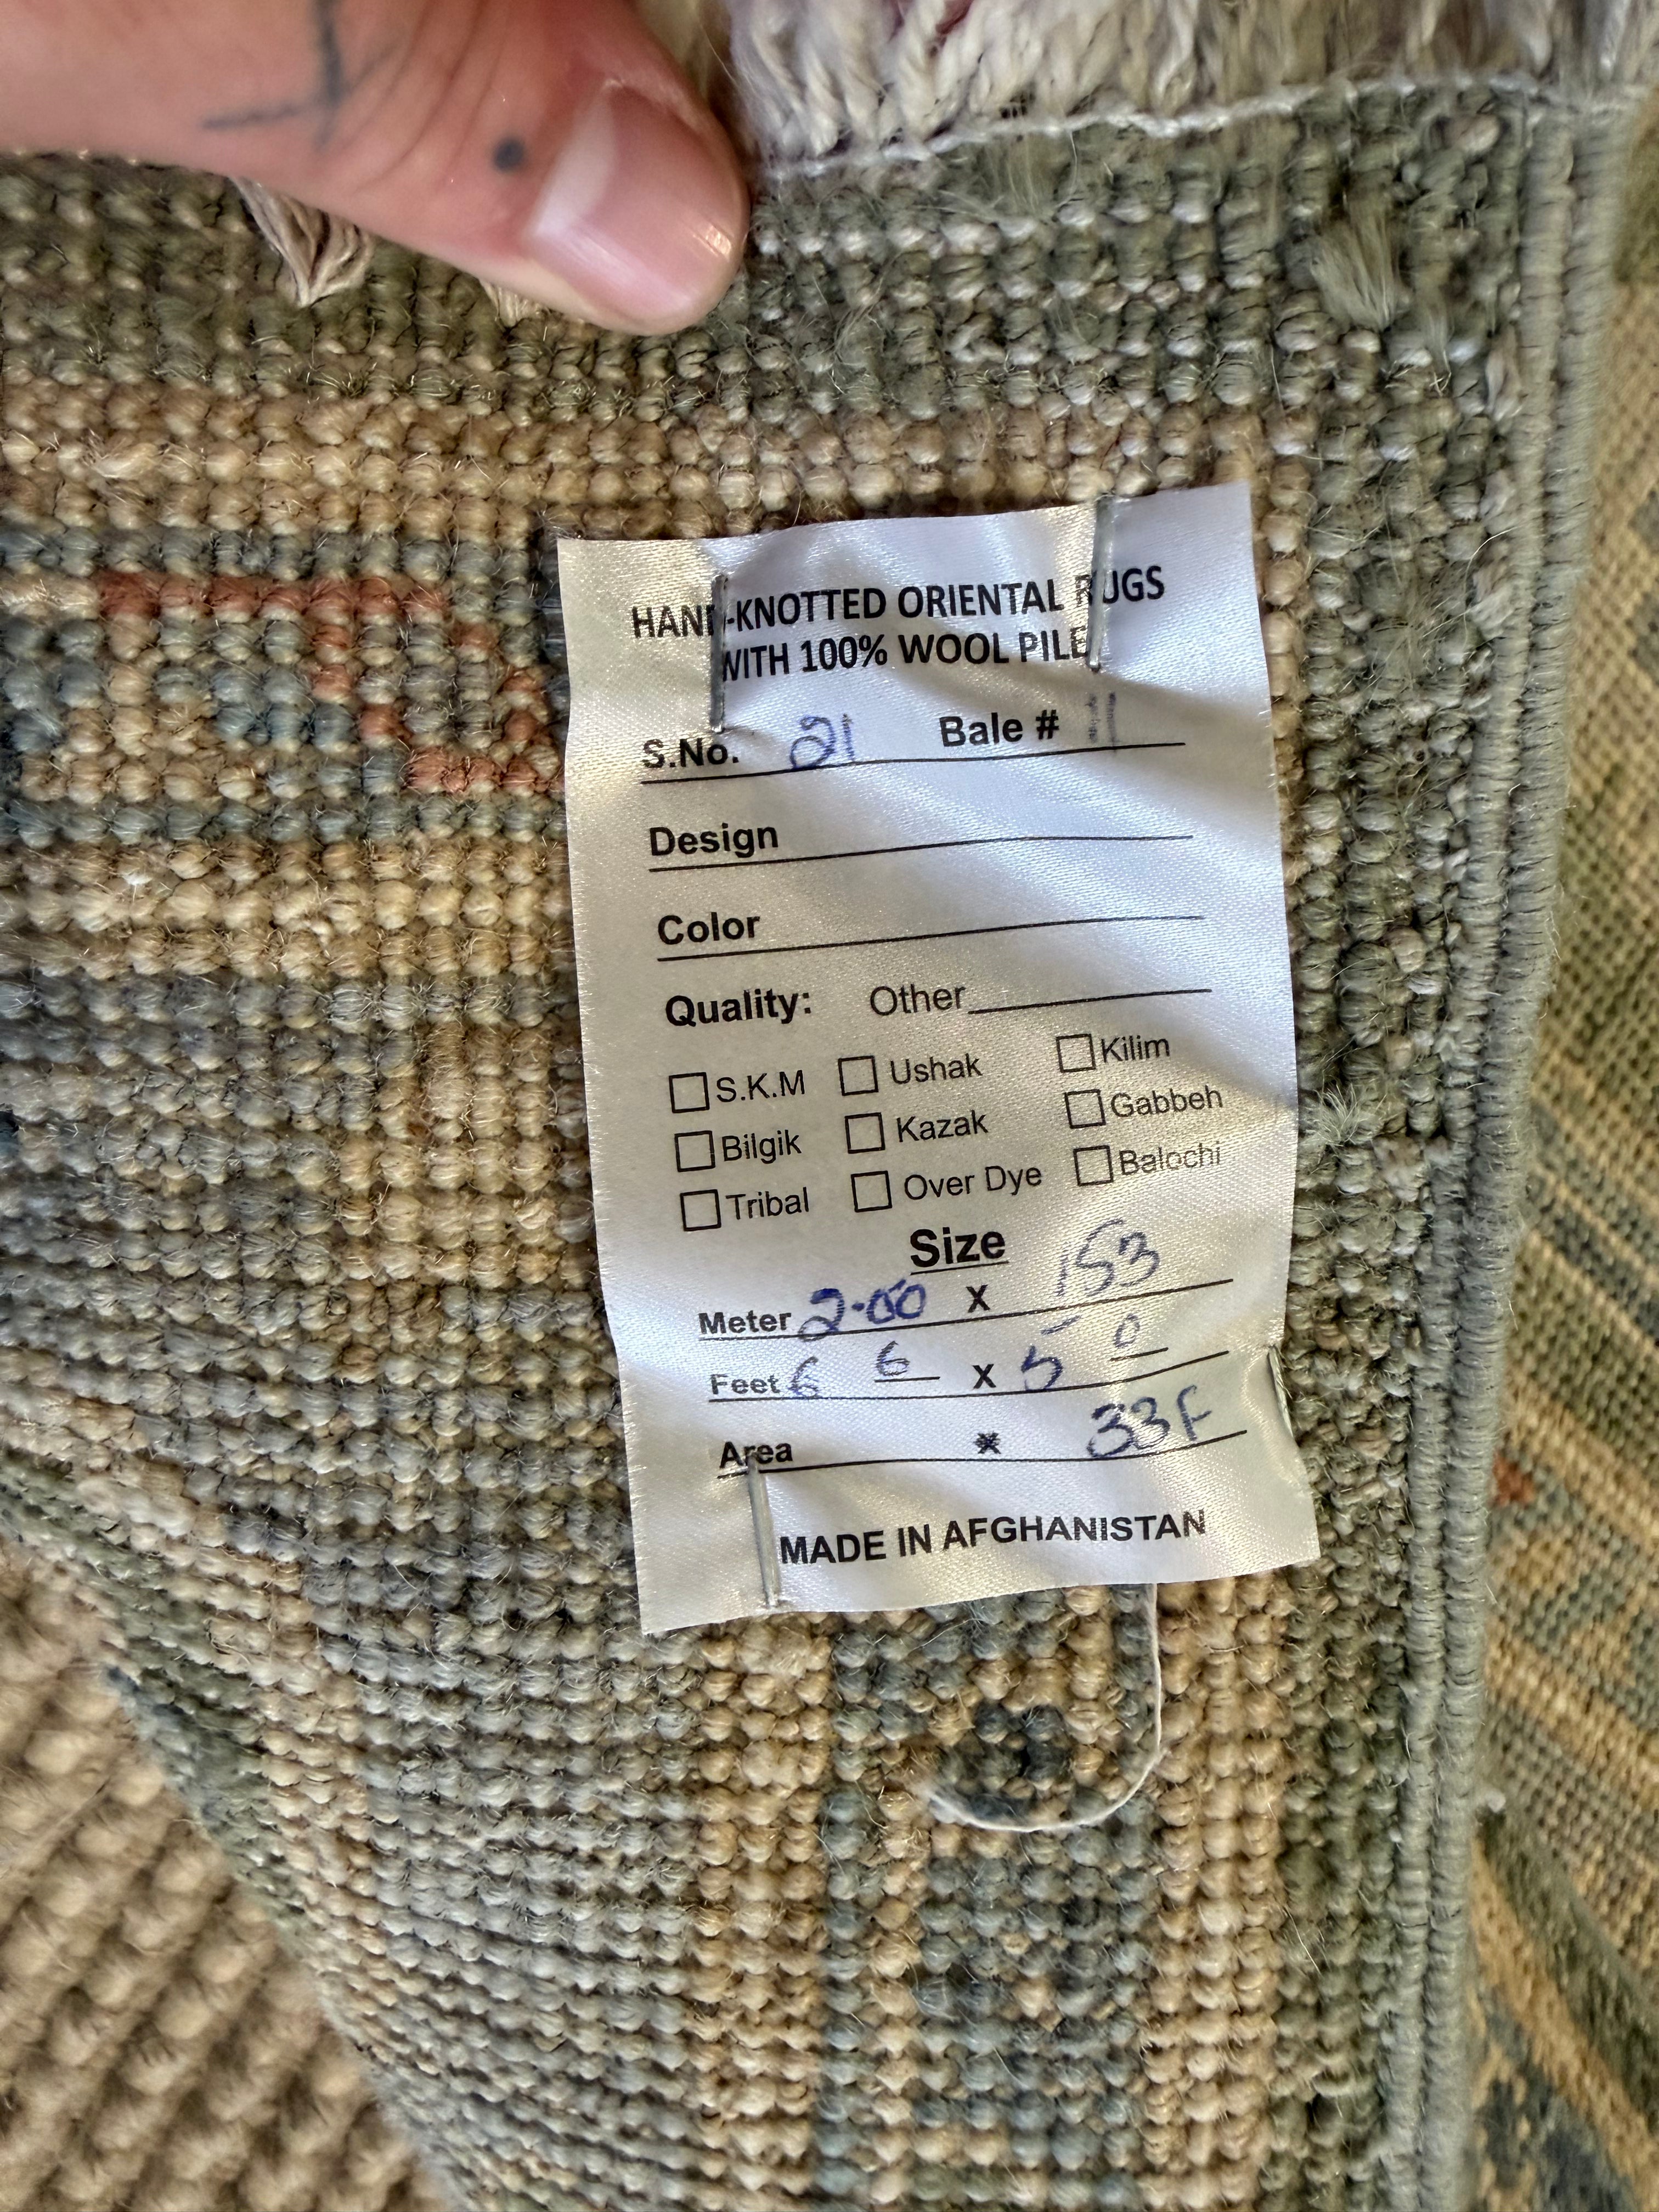 HAND-KNOTTED ORIENTAL RUGS
WITH 100% WOOL PILE
S.No. 21 Bale #
Design
Color
Quality: Other
S.K.M Ushak Kilim
Bilgik Kazak Gabbeh
Tribal Over Dye Balochi
Size
Meter 2.00 X 153
Feet 6 6 X 5 0
Area 33F
MADE IN AFGHANISTAN